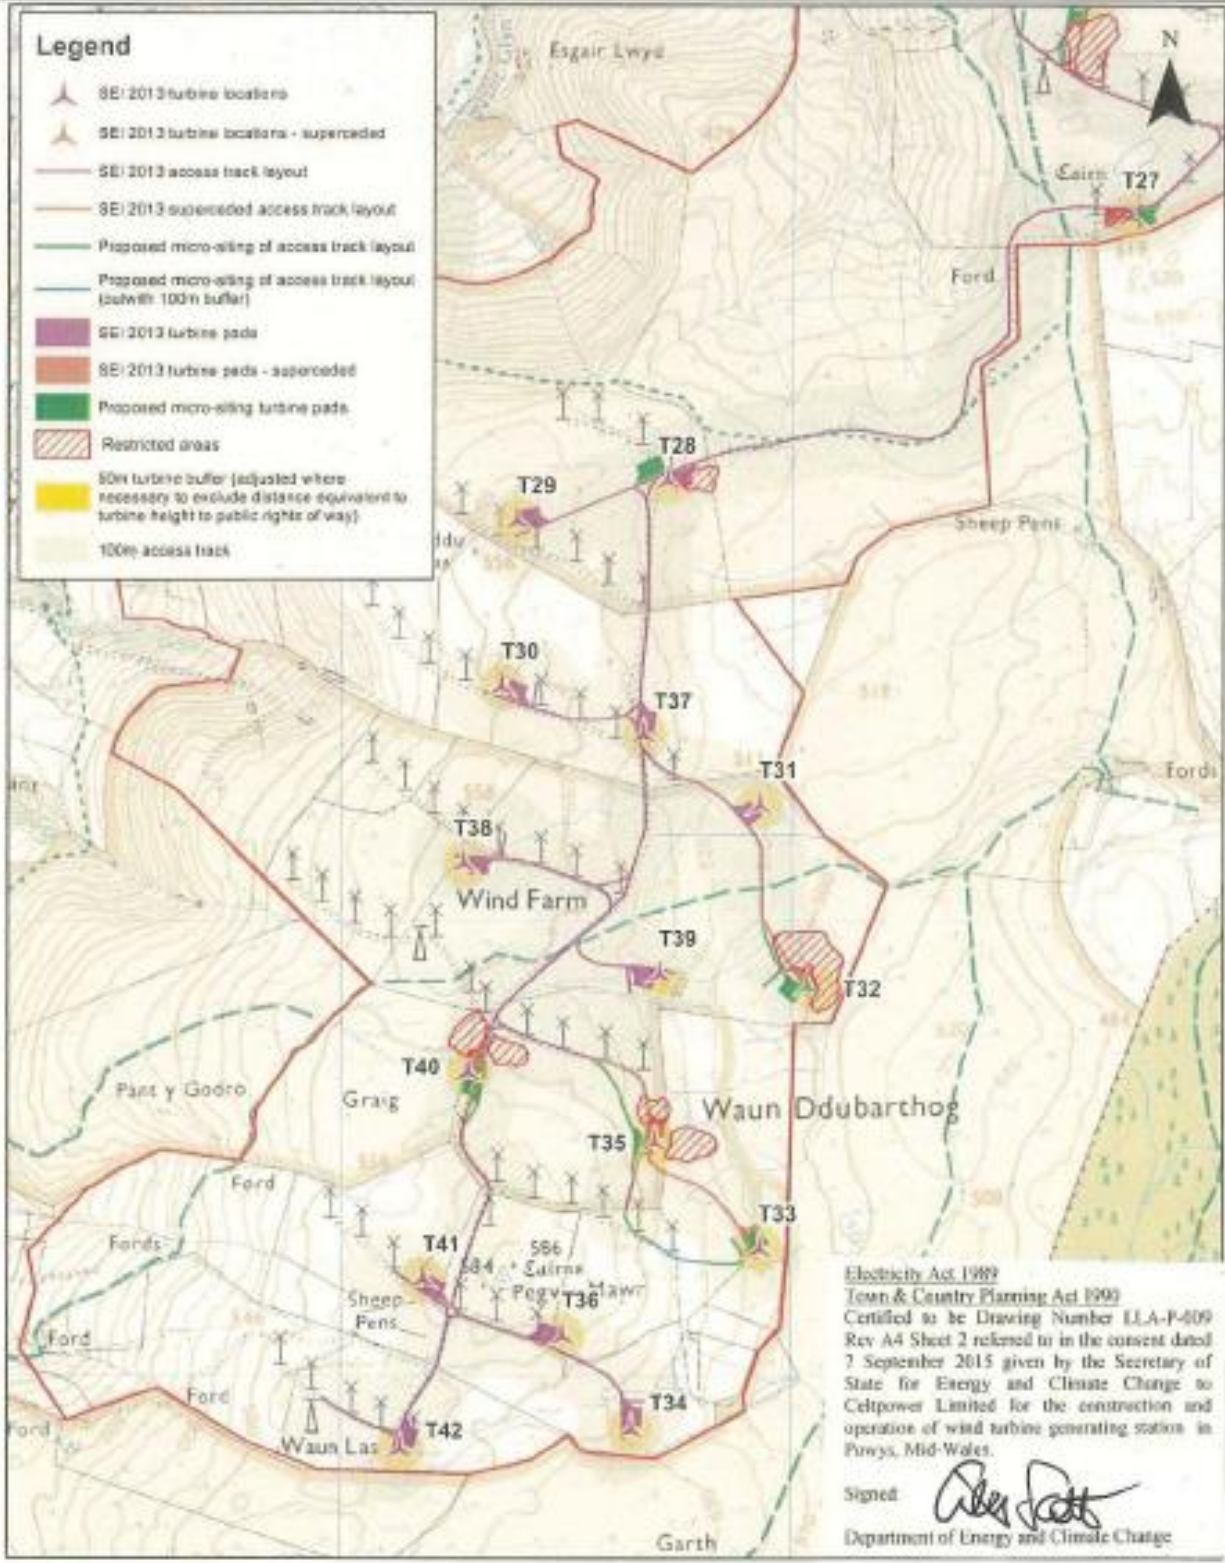 Legend
SEI 2013 turbine locations
SEI 2013 turbine locations - superceded
SEI 2013 access track layout
SEI 2013 superceded access track layout
Proposed micro-siting of access track layout
Proposed micro-siting of access track layout
(outwith 100m buffer)
SEI 2013 turbine pads
SEI 2013 turbine pads - superceded
Proposed micro-siting turbine pads
Restricted areas
50m turbine buffer (adjusted where
necessary to exclude distance equivalent to
turbine height to public rights of way)
100m access track
Esgair Lwyd
N
Cairn
T27
Ford
T28
T29
Sheep Pens
T30
T37
T31
Fords
T38
Wind Farm
T39
T32
T40
Pant y Gooro
Graig
Waun Ddubarthog
T35
Ford
T33
Fords
T41
586
584
Cairns
Mawr
T36
Sheep
Pens
Ford
Ford
T34
Ford
Waun Las
T42
Garth
Electricity Act 1989
Town & Country Planning Act 1990
Certified to be Drawing Number LLA-P-009
Rev A4 Sheet 2 referred to in the consent dated
7 September 2015 given by the Secretary of
State for Energy and Climate Change to
Celtpower Limited for the construction and
operation of wind turbine generating station in
Powys, Mid-Wales.
Signed
Department of Energy and Climate Change